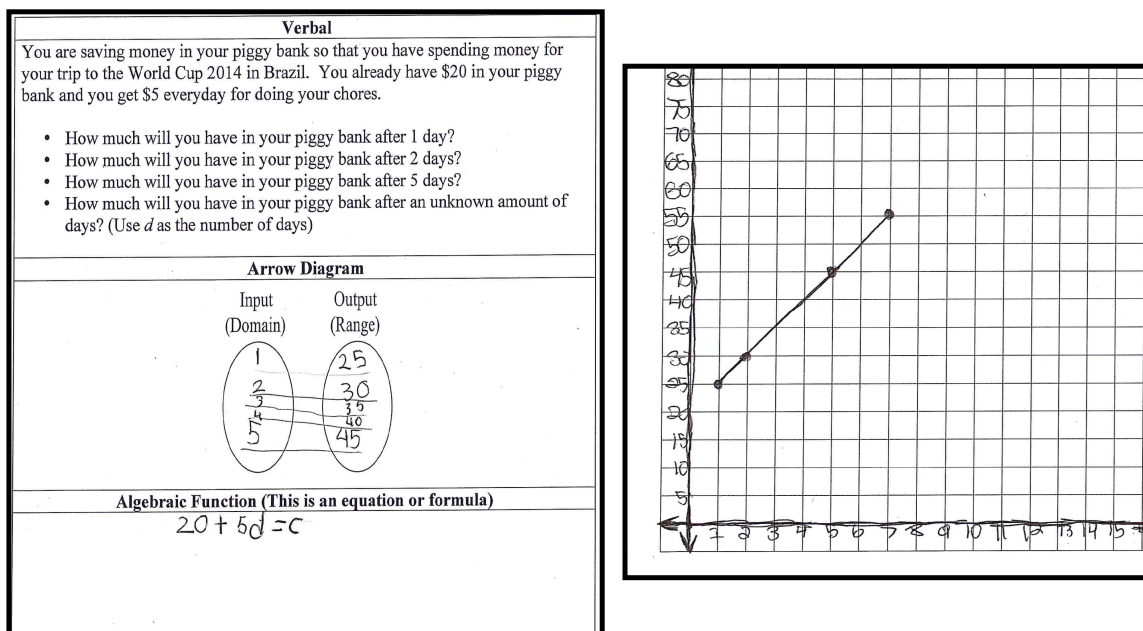 Verbal
You are saving money in your piggy bank so that you have spending money for
your trip to the World Cup 2014 in Brazil. You already have $20 in your piggy
bank and you get $5 everyday for doing your chores.
• How much will you have in your piggy bank after 1 day?
• How much will you have in your piggy bank after 2 days?
• How much will you have in your piggy bank after 5 days?
• How much will you have in your piggy bank after an unknown amount of
days? (Use d as the number of days)
Arrow Diagram
Input Output
(Domain) (Range)
1 25
2 30
3 35
4 40
5 45
Algebraic Function (This is an equation or formula)
20 + 5d = c
80
75
70
65
60
55
50
45
40
35
30
25
20
15
10
5
1 2 3 4 5 6 7 8 9 10 11 12 13 14 15